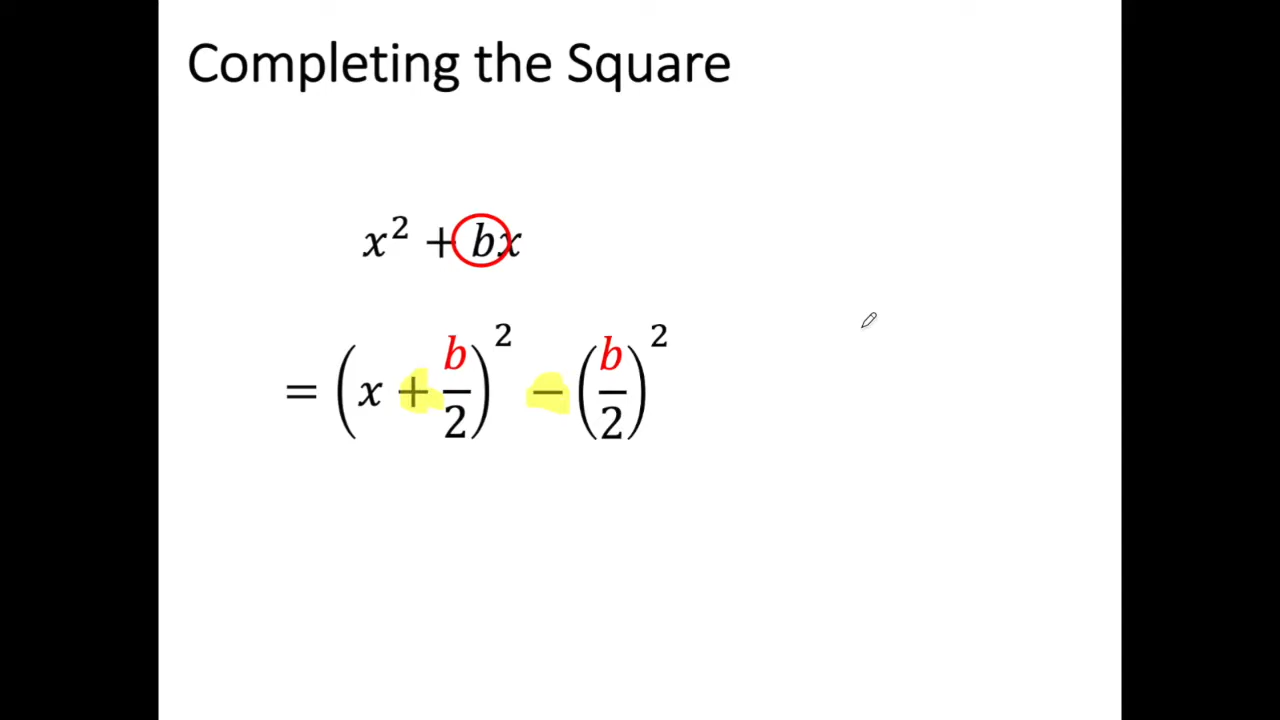 Completing the Square
x² + bx
= (x + b/2)² − (b/2)²